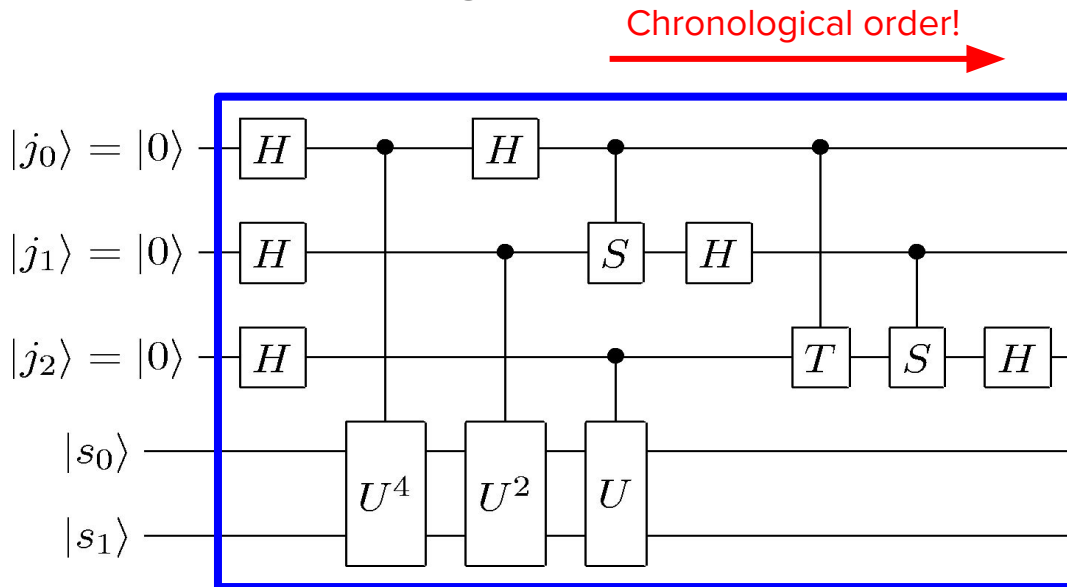 Chronological order!
|j₀⟩ = |0⟩ H H
|j₁⟩ = |0⟩ H S H
|j₂⟩ = |0⟩ H T S H
|s₀⟩
U⁴ U² U
|s₁⟩